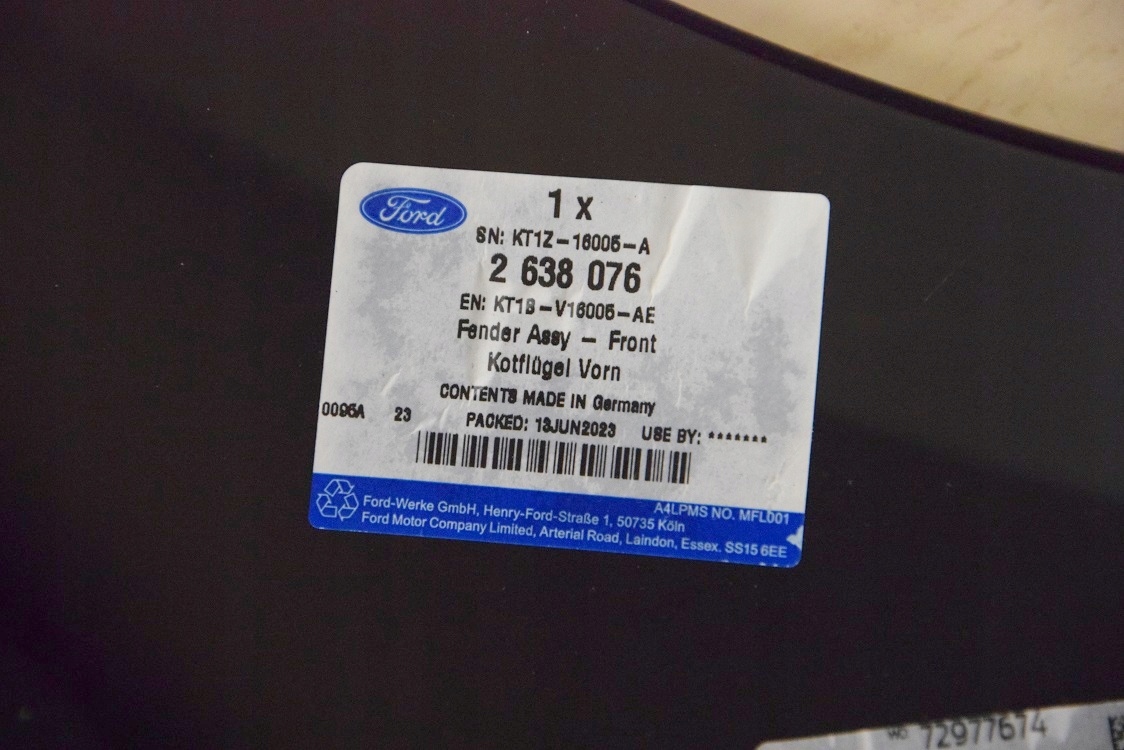 Ford
1 x
SN: KT1Z-16005-A
2 638 076
EN: KT1B-V16005-AE
Fender Assy - Front
Kotflügel Vorn
CONTENTS MADE IN Germany
0095A 23 PACKED: 13JUN2023 USE BY: *******
A4LPMS NO. MFL001
Ford-Werke GmbH, Henry-Ford-Straße 1, 50735 Köln
Ford Motor Company Limited, Arterial Road, Laindon, Essex. SS15 6EE
72977674